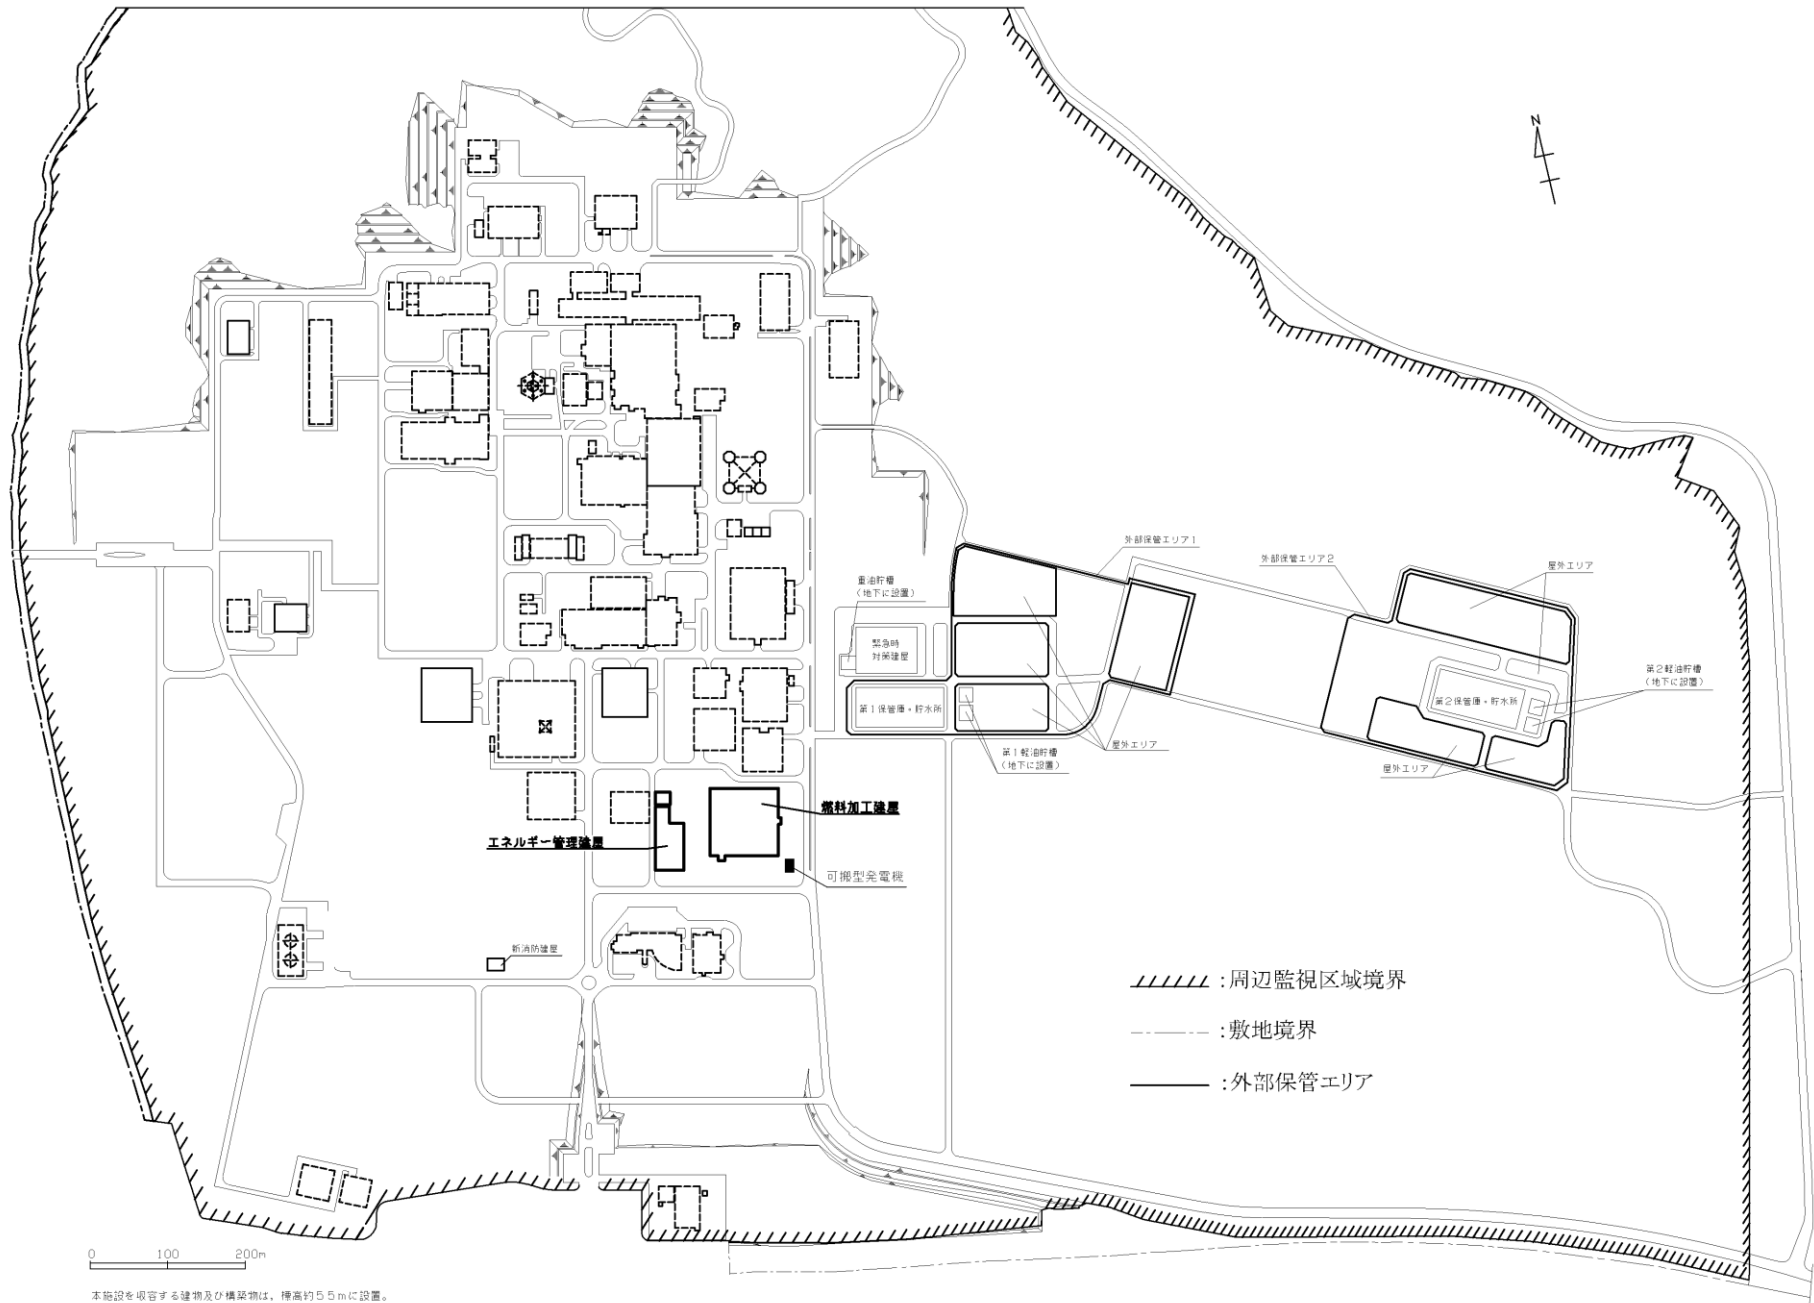 N
外部保管エリア1
外部保管エリア2
屋外エリア
重油貯槽
(地下に設置)
緊急時
対策建屋
第2軽油貯槽
(地下に設置)
第1保管庫・貯水所
第2保管庫・貯水所
第1軽油貯槽
(地下に設置)
屋外エリア
屋外エリア
燃料加工建屋
エネルギー管理建屋
可搬型発電機
新消防建屋
:周辺監視区域境界
:敷地境界
:外部保管エリア
0 100 200m
本施設を収容する建物及び構築物は，標高約55mに設置。